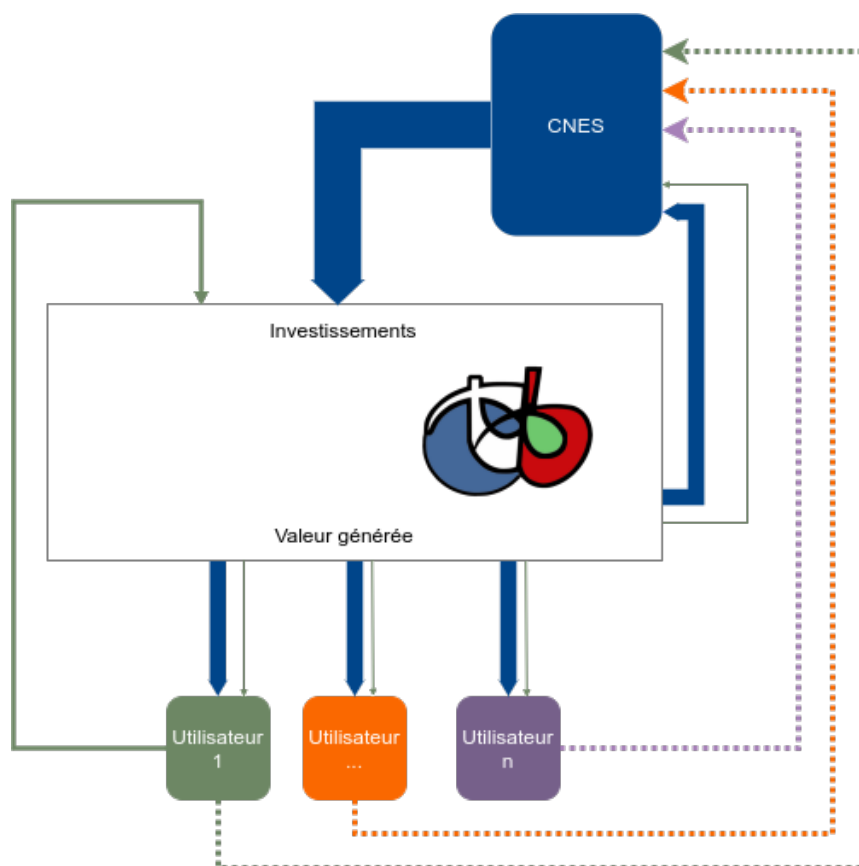 CNES
Investissements
Valeur générée
Utilisateur
1
Utilisateur
...
Utilisateur
n